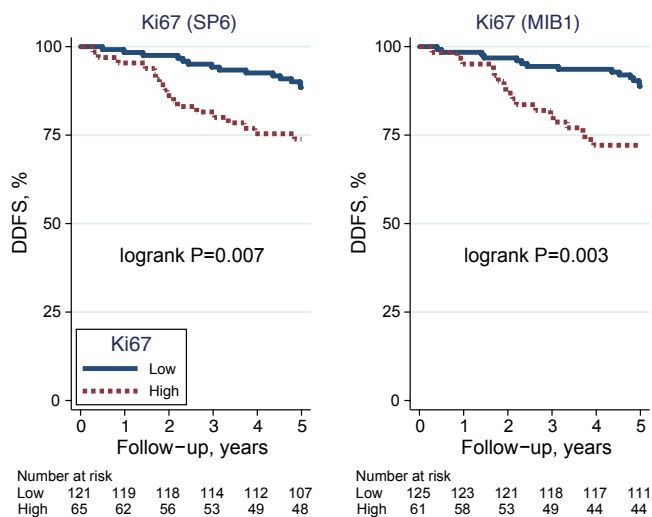 Ki67 (SP6)
100
75
50
25
0
DDFS, %
logrank P=0.007
Ki67
Low
High
0 1 2 3 4 5
Follow−up, years
Number at risk
Low 121 119 118 114 112 107
High 65 62 56 53 49 48
Ki67 (MIB1)
100
75
50
25
0
DDFS, %
logrank P=0.003
0 1 2 3 4 5
Follow−up, years
Number at risk
Low 125 123 121 118 117 111
High 61 58 53 49 44 44